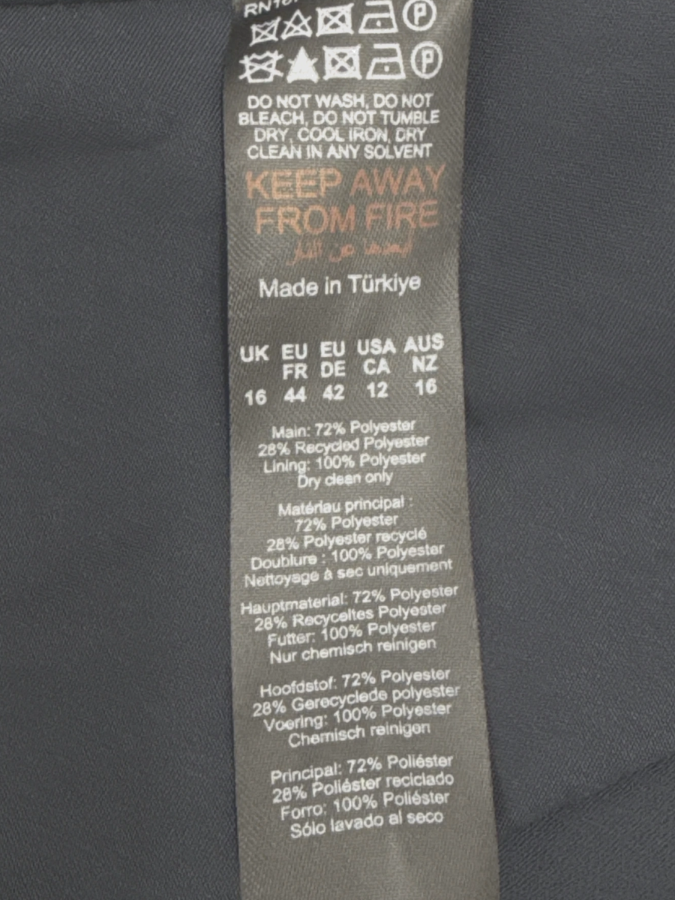 DO NOT WASH, DO NOT
BLEACH, DO NOT TUMBLE
DRY, COOL IRON, DRY
CLEAN IN ANY SOLVENT
KEEP AWAY
FROM FIRE
أبعدها عن النار
Made in Türkiye
UK EU EU USA AUS
FR DE CA NZ
16 44 42 12 16
Main: 72% Polyester
28% Recycled Polyester
Lining: 100% Polyester
Dry clean only
Matériau principal :
72% Polyester
28% Polyester recyclé
Doublure : 100% Polyester
Nettoyage à sec uniquement
Hauptmaterial: 72% Polyester
28% Recyceltes Polyester
Futter: 100% Polyester
Nur chemisch reinigen
Hoofdstof: 72% Polyester
28% Gerecyclede polyester
Voering: 100% Polyester
Chemisch reinigen
Principal: 72% Poliéster
28% Poliéster reciclado
Forro: 100% Poliéster
Sólo lavado al seco